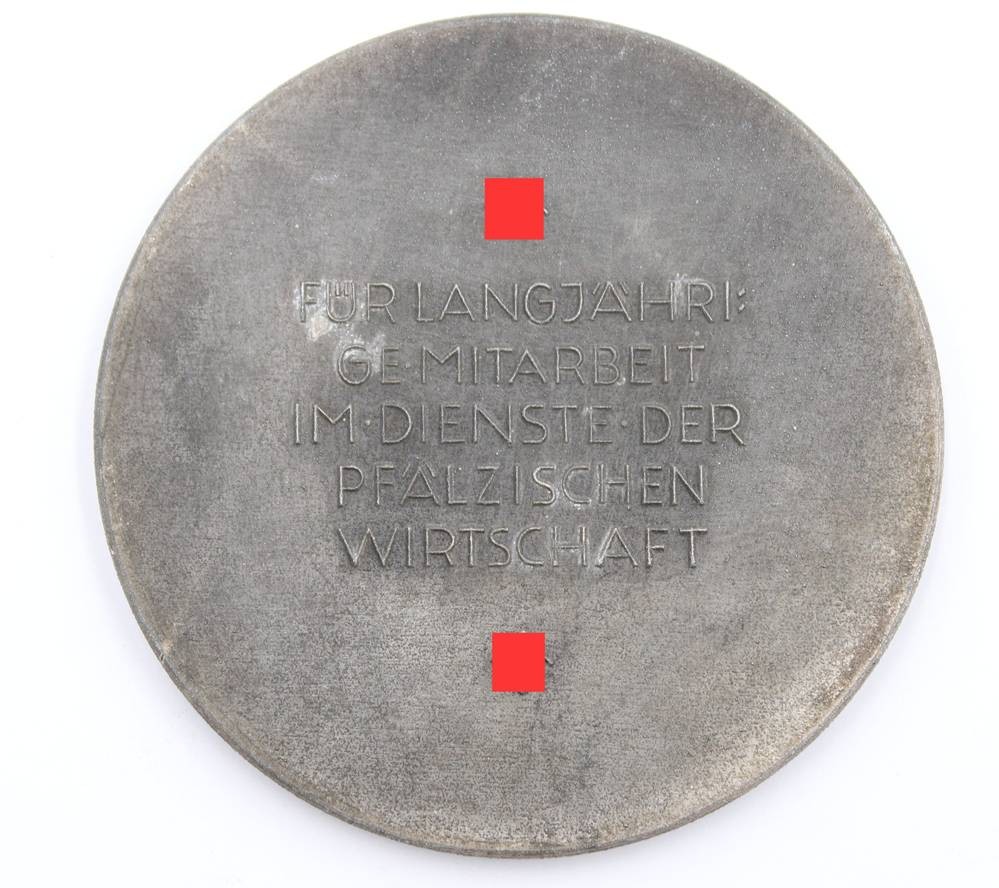 FÜR LANGJÄHRI:
GE·MITARBEIT
IM·DIENSTE·DER
PFÄLZISCHEN
WIRTSCHAFT